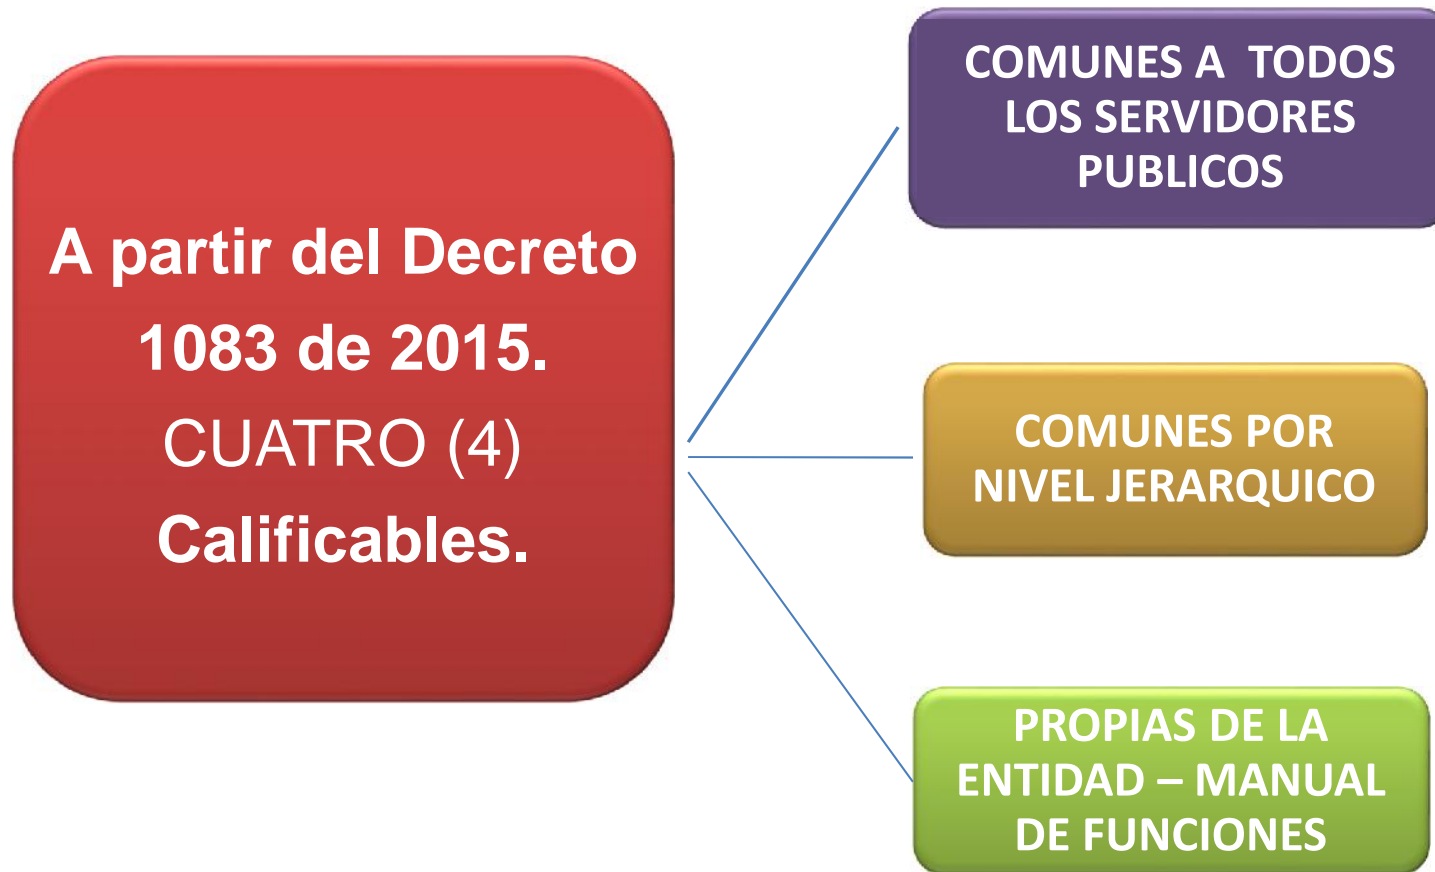 A partir del Decreto
1083 de 2015.
CUATRO (4)
Calificables.
COMUNES A TODOS
LOS SERVIDORES
PUBLICOS
COMUNES POR
NIVEL JERARQUICO
PROPIAS DE LA
ENTIDAD – MANUAL
DE FUNCIONES